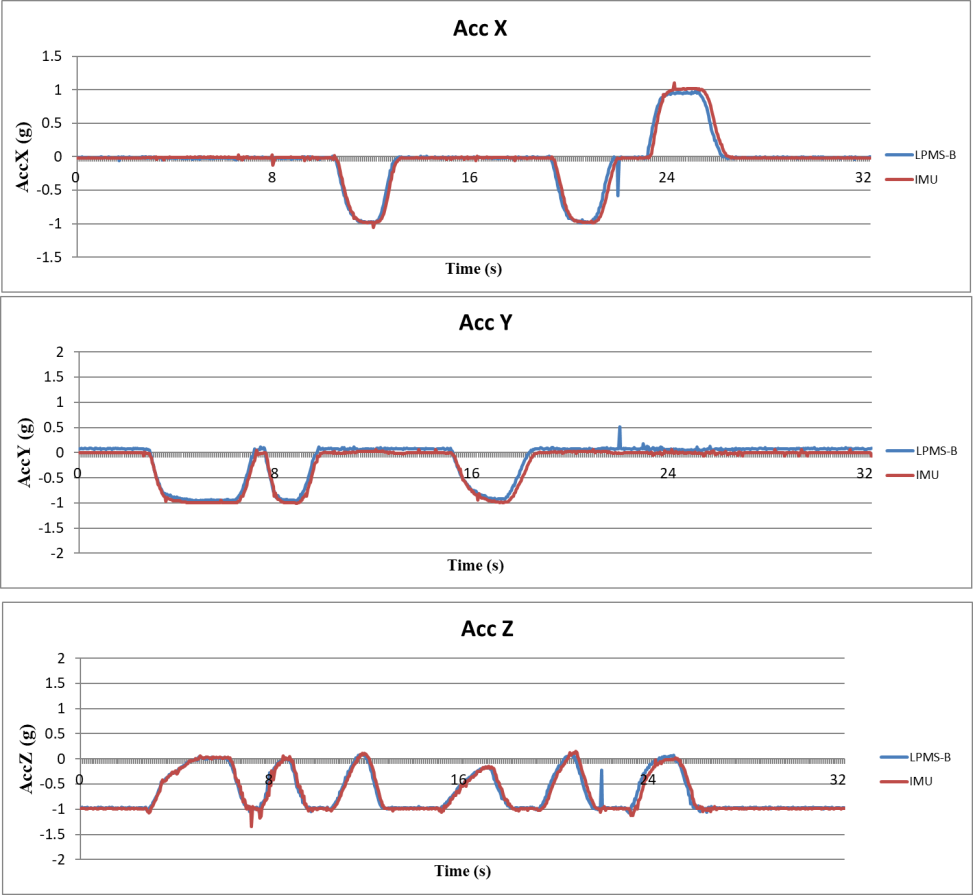 Acc X
1.5
1
0.5
0
-0.5
-1
-1.5
0 8 16 24 32
AccX (g)
Time (s)
LPMS-B
IMU
Acc Y
2
1.5
1
0.5
0
-0.5
-1
-1.5
-2
0 8 16 24 32
AccY (g)
Time (s)
LPMS-B
IMU
Acc Z
2
1.5
1
0.5
0
-0.5
-1
-1.5
-2
0 8 16 24 32
AccZ (g)
Time (s)
LPMS-B
IMU